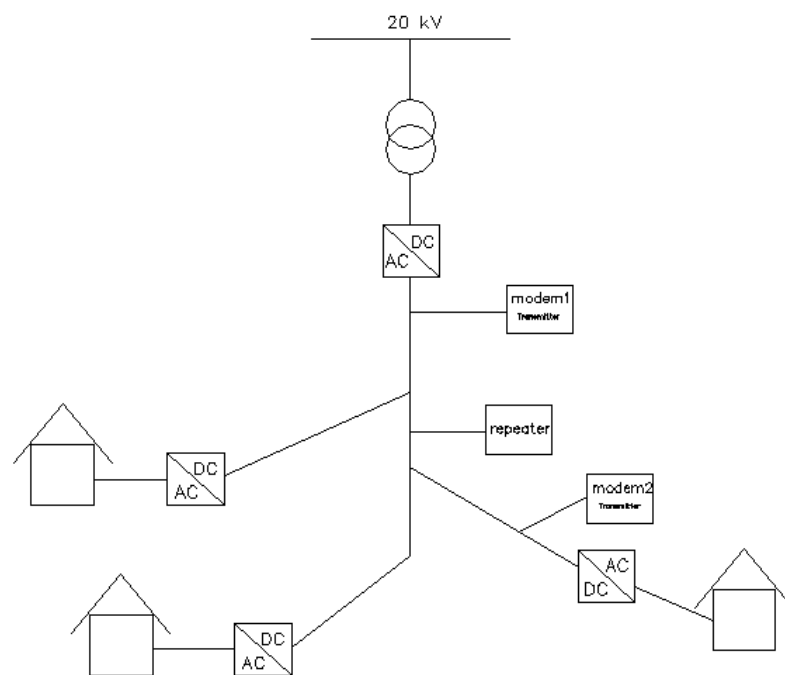 20 kV
DC
AC
modem1
Transmitter
repeater
DC
AC
modem2
Transmitter
AC
DC
DC
AC